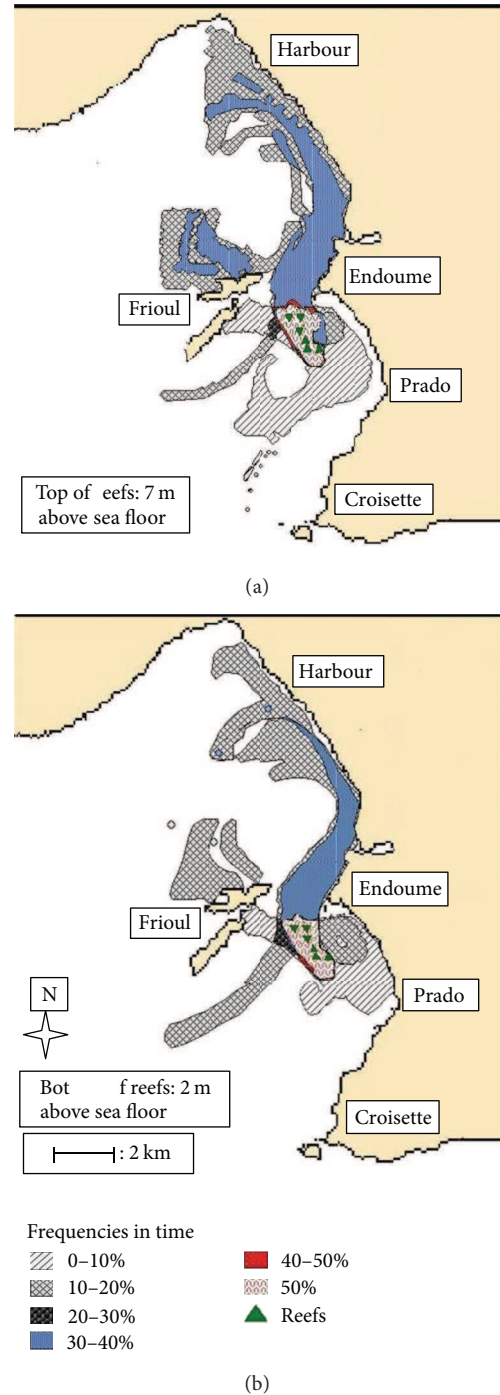 Harbour
Endoume
Frioul
Prado
Top of eefs: 7 m
above sea floor
Croisette
(a)
Harbour
Endoume
Frioul
N
Prado
Bot f reefs: 2 m
above sea floor
Croisette
: 2 km
Frequencies in time
0–10%
40–50%
10–20%
50%
20–30%
Reefs
30–40%
(b)